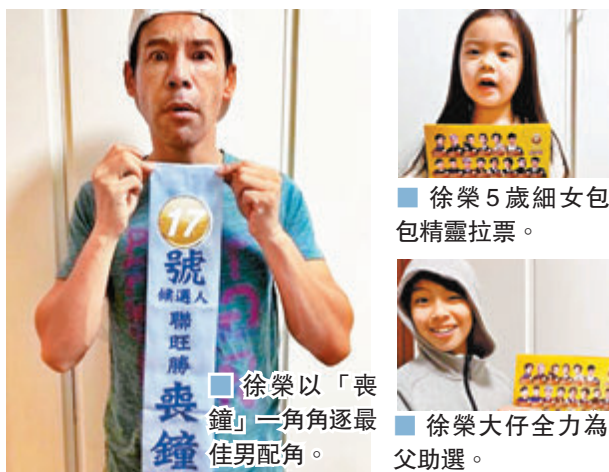 17
號
候選人
聯旺勝
喪鐘
徐榮以「喪
鐘」一角角逐最
佳男配角。
徐榮5歲細女包
包精靈拉票。
徐榮大仔全力為
父助選。